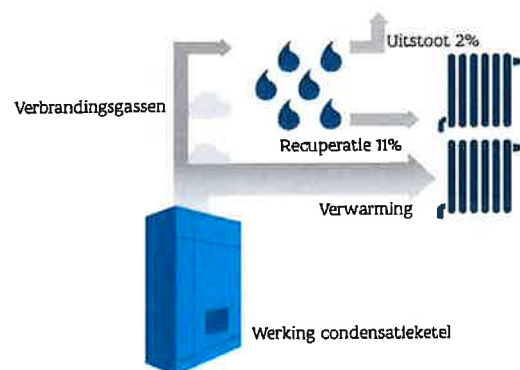 Uitstoot 2%
Verbrandingsgassen
Recuperatie 11%
Verwarming
Werking condensatieketel